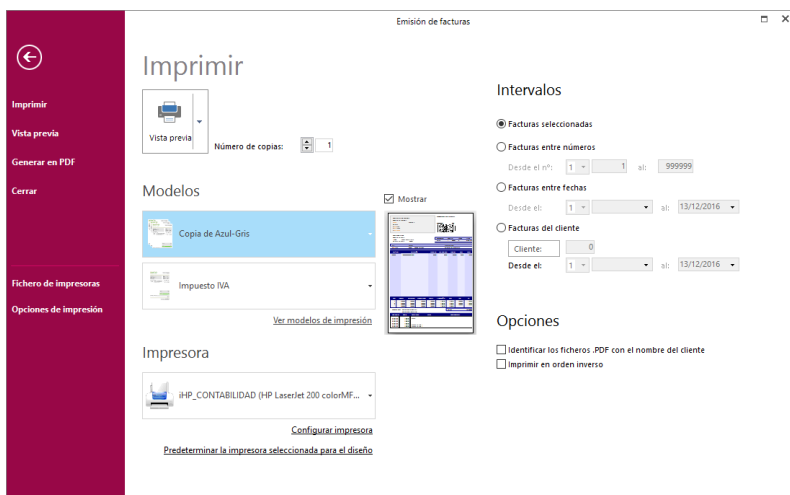 Emisión de facturas
Imprimir
Vista previa
Generar en PDF
Cerrar
Fichero de impresoras
Opciones de impresión
Imprimir
Vista previa
Número de copias: 1
Modelos
Mostrar
Copia de Azul-Gris
Impuesto IVA
Ver modelos de impresión
Impresora
iHP_CONTABILIDAD (HP LaserJet 200 colorMF...
Configurar impresora
Predeterminar la impresora seleccionada para el diseño
Intervalos
Facturas seleccionadas
Facturas entre números
Desde el nº: 1 1 al: 999999
Facturas entre fechas
Desde el: 1 al: 13/12/2016
Facturas del cliente
Cliente: 0
Desde el: 1 al: 13/12/2016
Opciones
Identificar los ficheros .PDF con el nombre del cliente
Imprimir en orden inverso